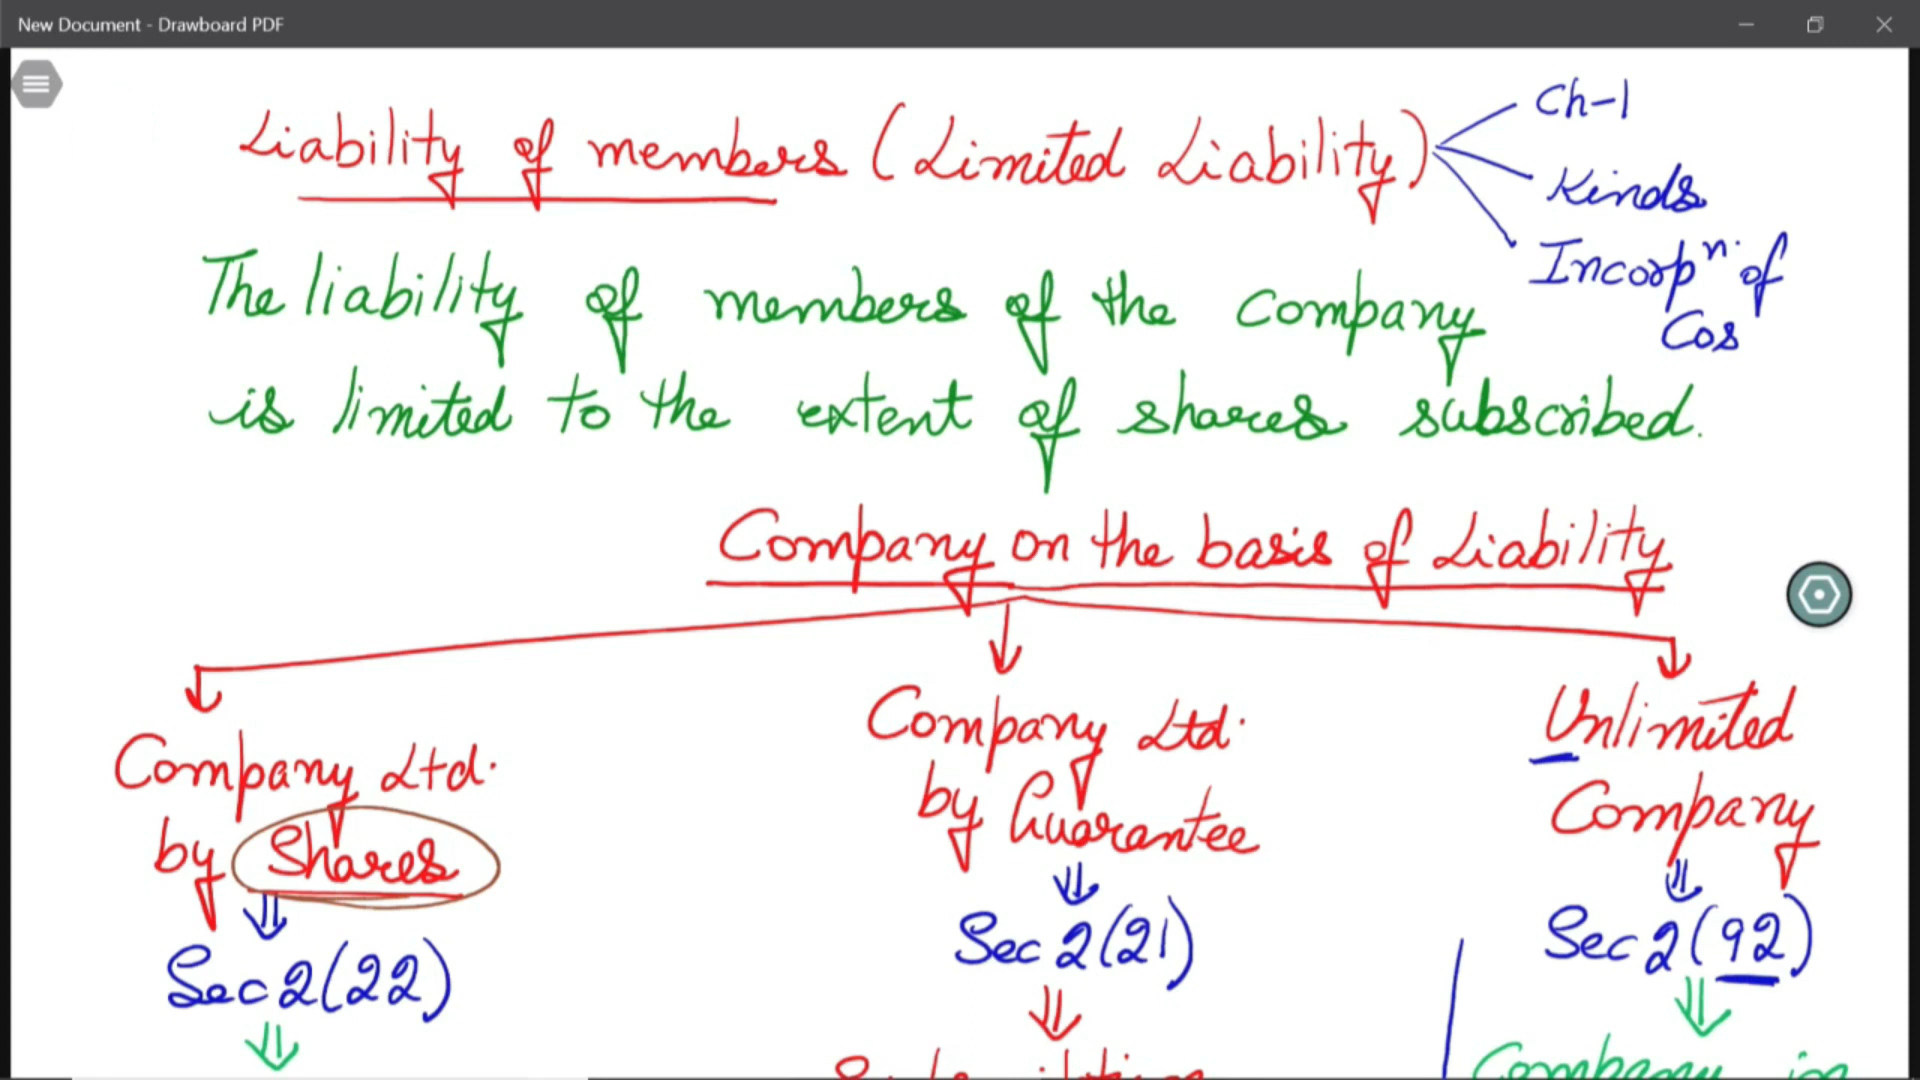 New Document - Drawboard PDF
Liability of members (Limited Liability)
Ch-1
Kinds
Incorpⁿ. of
Cos
The liability of members of the company
is limited to the extent of shares subscribed.
Company on the basis of Liability
Company Ltd.
by Shares
Sec 2(22)
Company Ltd.
by Guarantee
Sec 2(21)
Unlimited
Company
Sec 2(92)
Company in